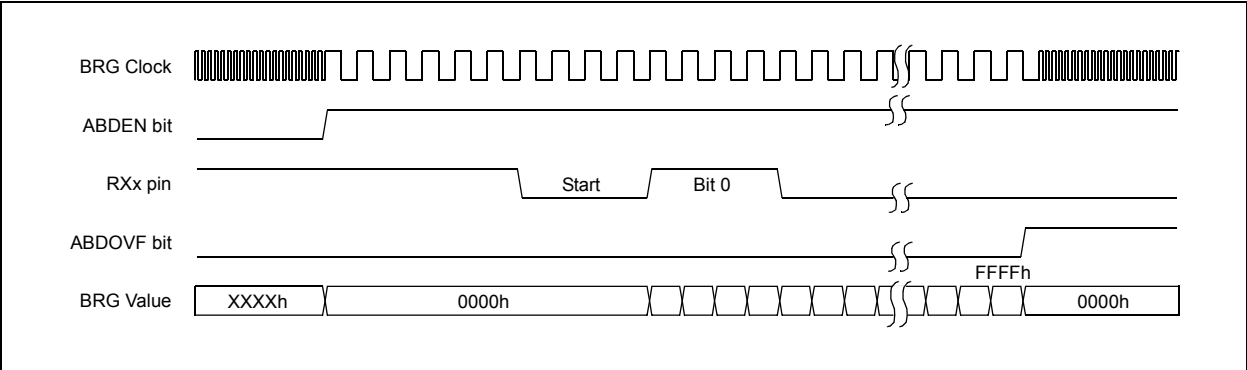 BRG Clock
ABDEN bit
RXx pin
Start
Bit 0
ABDOVF bit
FFFFh
BRG Value
XXXXh
0000h
0000h